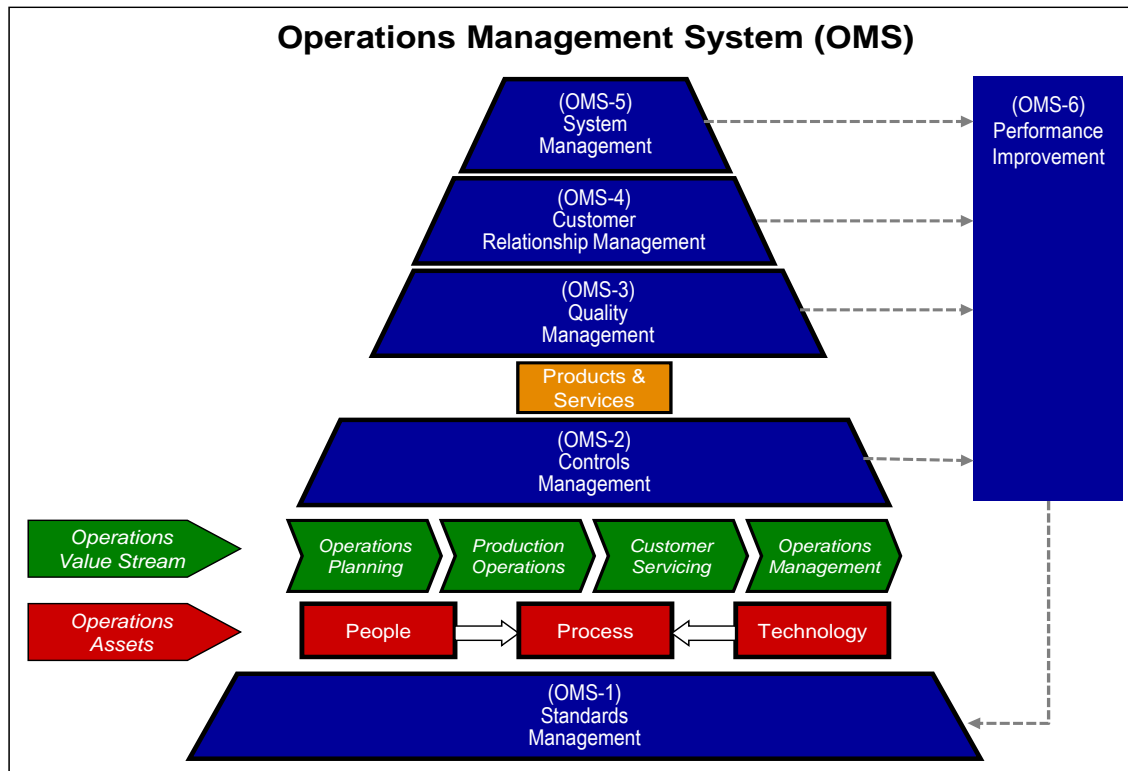 Operations Management System (OMS)
(OMS-5)
System
Management
(OMS-6)
Performance
Improvement
(OMS-4)
Customer
Relationship Management
(OMS-3)
Quality
Management
Products &
Services
(OMS-2)
Controls
Management
Operations
Value Stream
Operations
Planning
Production
Operations
Customer
Servicing
Operations
Management
Operations
Assets
People
Process
Technology
(OMS-1)
Standards
Management